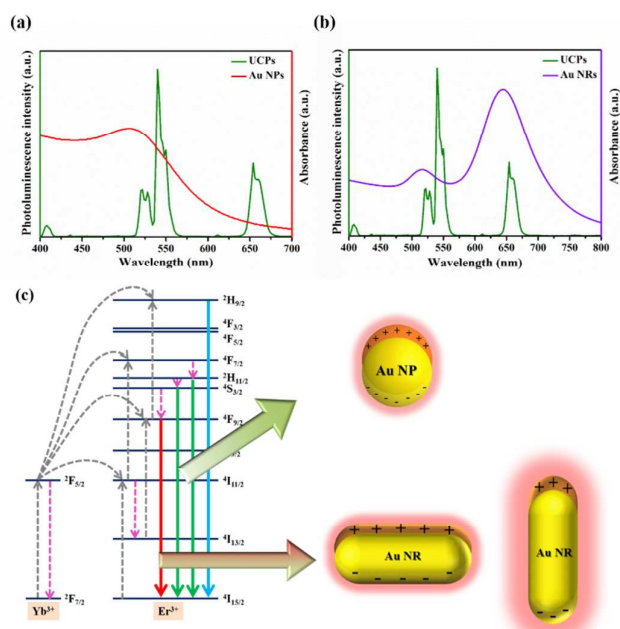 (a)
UCPs
Au NPs
Photoluminescence intensity (a.u.)
Absorbance (a.u.)
400 450 500 550 600 650 700
Wavelength (nm)
(b)
UCPs
Au NRs
Photoluminescence intensity (a.u.)
Absorbance (a.u.)
400 450 500 550 600 650 700 750 800
Wavelength (nm)
(c)
²H₉/₂
⁴F₃/₂
⁴F₅/₂
⁴F₇/₂
²H₁₁/₂
⁴S₃/₂
⁴F₉/₂
⁴I₁₁/₂
⁴I₁₃/₂
⁴I₁₅/₂
²F₅/₂
²F₇/₂
Yb³⁺
Er³⁺
Au NP
+ + + + + + +
- - - - -
Au NR
+ + + + +
- - - -
Au NR
+ + +
- - -